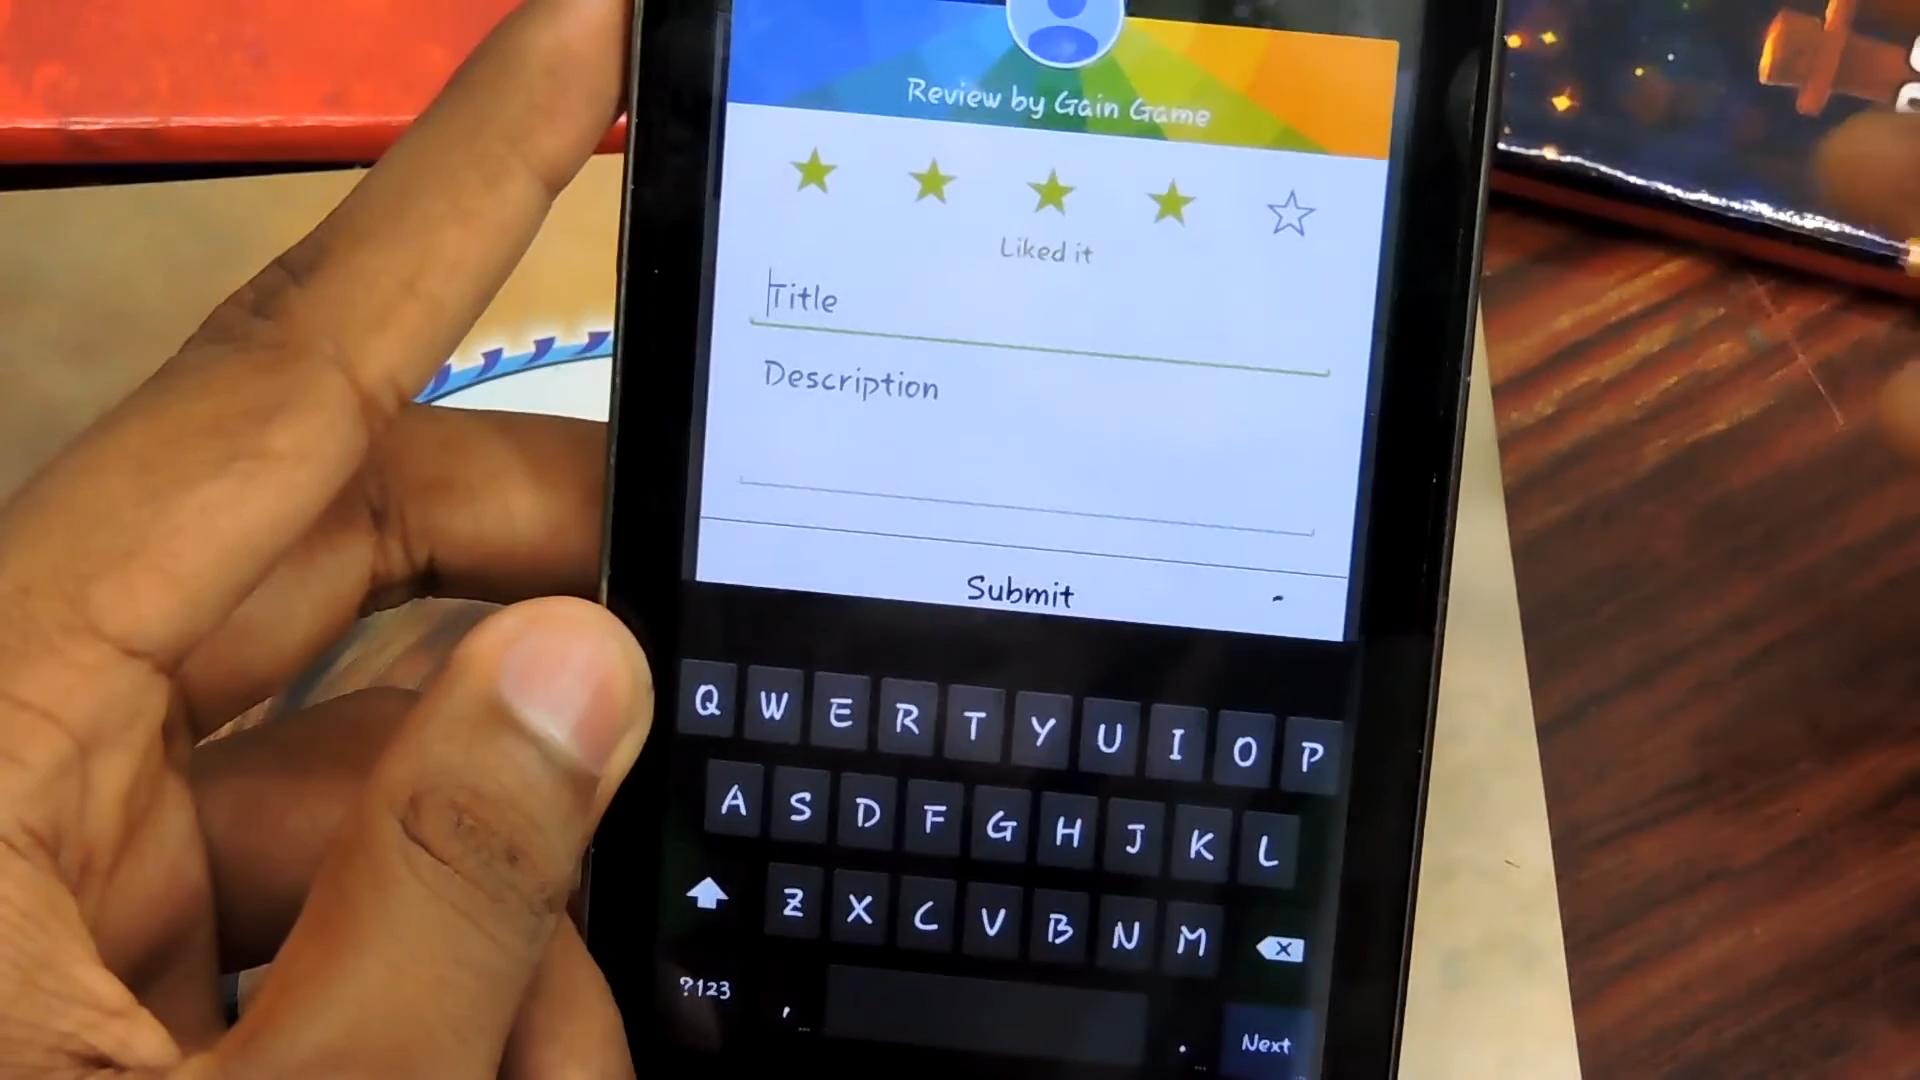 Review by Gain Game
Liked it
Title
Description
Submit
Q W E R T Y U I O P
A S D F G H J K L
Z X C V B N M
?123 , . Next